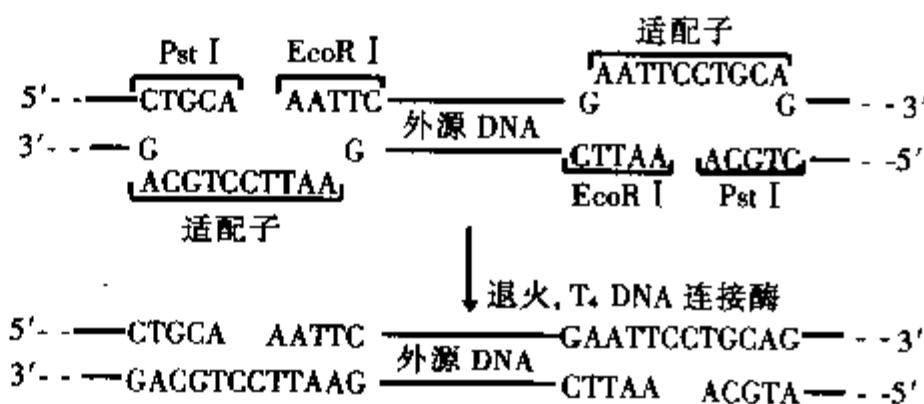 适配子
Pst I EcoR I AATTCCTGCA
5' CTGCA AATTC G G 3'
外源 DNA
3' G G CTTAA ACGTC 5'
ACGTCCTTAA EcoR I Pst I
适配子
退火, T₄ DNA 连接酶
5' CTGCA AATTC GAATTCCTGCAG 3'
外源 DNA
3' GACGTCCTTAAG CTTAA ACGTA 5'